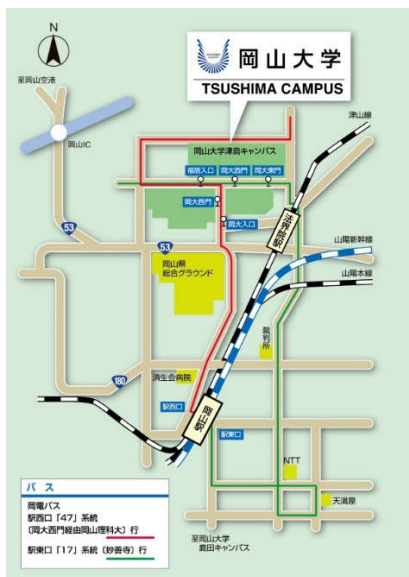 N
岡山大学
TSUSHIMA CAMPUS
至岡山空港
岡山IC
津山線
岡山大学津島キャンパス
福居入口
岡大西門
岡大東門
岡大西門
岡大入口
法界院駅
53
53
山陽新幹線
山陽本線
岡山県
総合グラウンド
裁判所
180
済生会病院
駅西口
岡山駅
駅東口
NTT
天満屋
至岡山大学
鹿田キャンパス
バス
岡電バス
駅西口「47」系統
(岡大西門経由岡山理科大)行
駅東口「17」系統(妙善寺)行